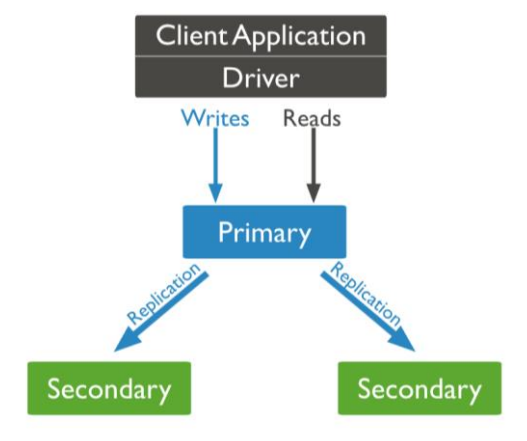 Client Application
Driver
Writes
Reads
Primary
Replication
Replication
Secondary
Secondary